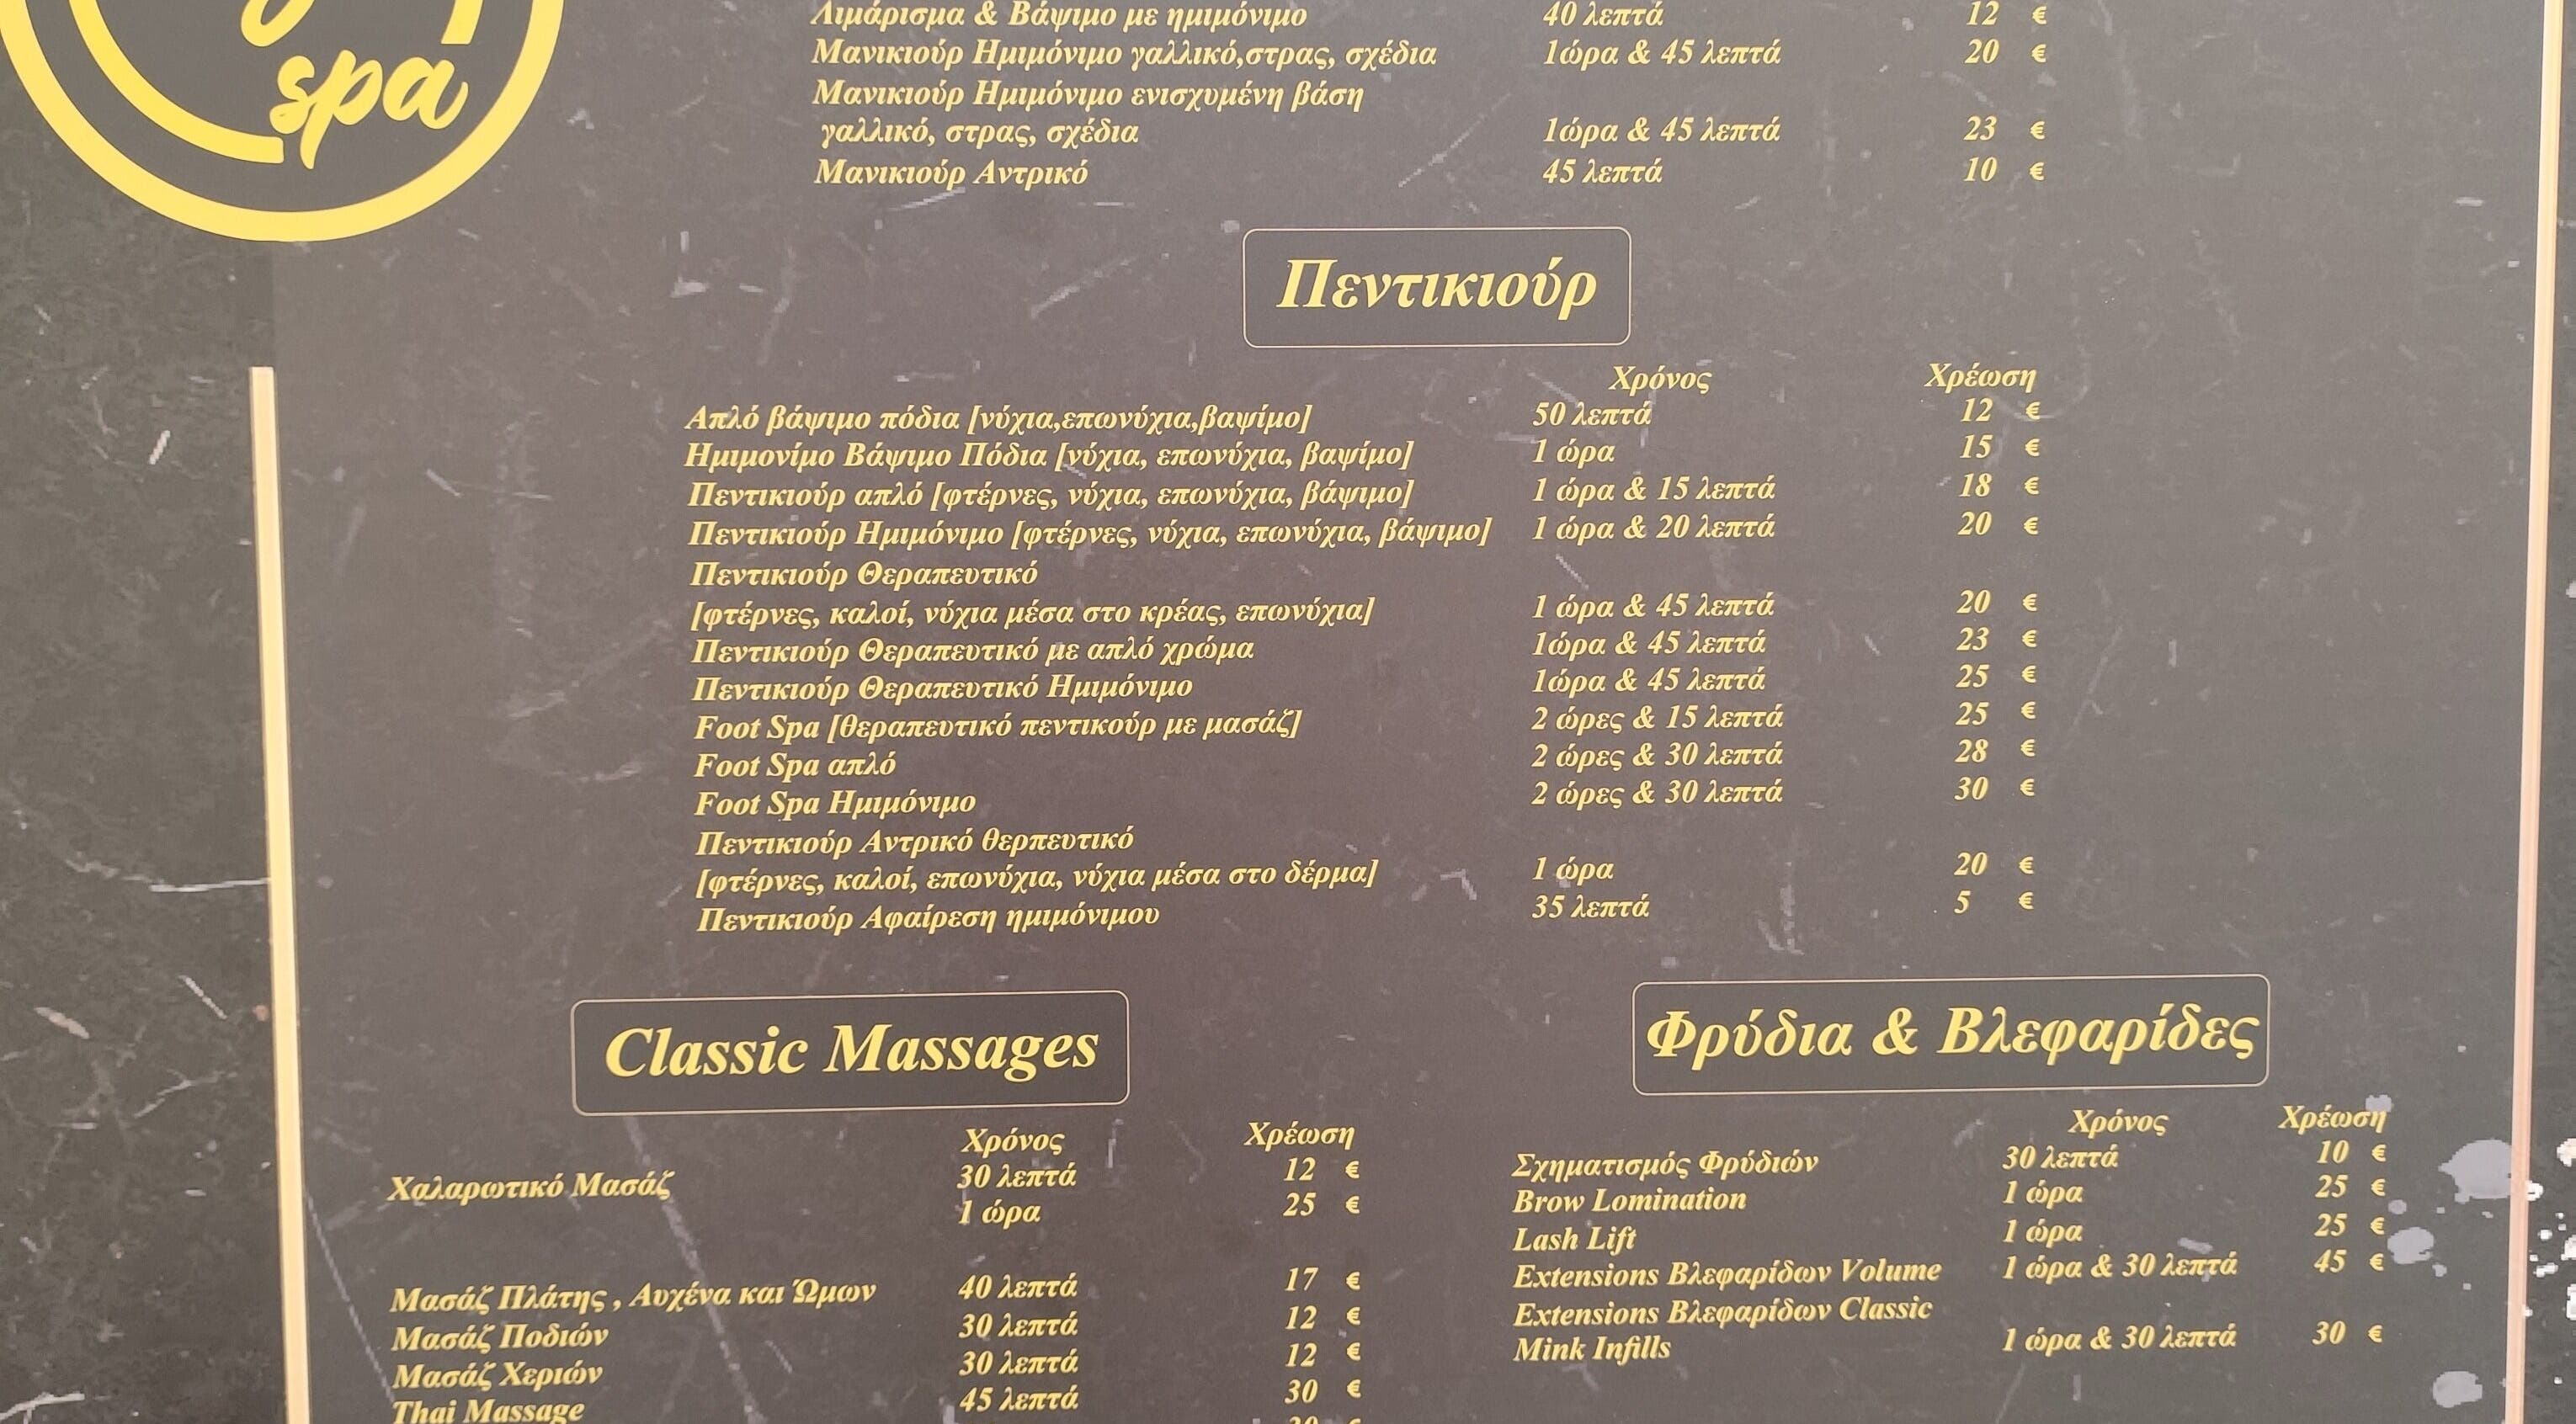 spa
Λιμάρισμα & Βάψιμο με ημιμόνιμο 40 λεπτά 12 €
Μανικιούρ Ημιμόνιμο γαλλικό,στρας, σχέδια 1ώρα & 45 λεπτά 20 €
Μανικιούρ Ημιμόνιμο ενισχυμένη βάση
γαλλικό, στρας, σχέδια 1ώρα & 45 λεπτά 23 €
Μανικιούρ Αντρικό 45 λεπτά 10 €
Πεντικιούρ
Χρόνος Χρέωση
Απλό βάψιμο πόδια [νύχια,επωνύχια,βαψίμο] 50 λεπτά 12 €
Ημιμονίμο Βάψιμο Πόδια [νύχια, επωνύχια, βαψίμο] 1 ώρα 15 €
Πεντικιούρ απλό [φτέρνες, νύχια, επωνύχια, βάψιμο] 1 ώρα & 15 λεπτά 18 €
Πεντικιούρ Ημιμόνιμο [φτέρνες, νύχια, επωνύχια, βάψιμο] 1 ώρα & 20 λεπτά 20 €
Πεντικιούρ Θεραπευτικό
[φτέρνες, καλοί, νύχια μέσα στο κρέας, επωνύχια] 1 ώρα & 45 λεπτά 20 €
Πεντικιούρ Θεραπευτικό με απλό χρώμα 1ώρα & 45 λεπτά 23 €
Πεντικιούρ Θεραπευτικό Ημιμόνιμο 1ώρα & 45 λεπτά 25 €
Foot Spa [θεραπευτικό πεντικούρ με μασάζ] 2 ώρες & 15 λεπτά 25 €
Foot Spa απλό 2 ώρες & 30 λεπτά 28 €
Foot Spa Ημιμόνιμο 2 ώρες & 30 λεπτά 30 €
Πεντικιούρ Αντρικό θερπευτικό
[φτέρνες, καλοί, επωνύχια, νύχια μέσα στο δέρμα] 1 ώρα 20 €
Πεντικιούρ Αφαίρεση ημιμόνιμου 35 λεπτά 5 €
Classic Massages
Χρόνος Χρέωση
Χαλαρωτικό Μασάζ 30 λεπτά 12 €
1 ώρα 25 €
Μασάζ Πλάτης , Αυχένα και Ώμων 40 λεπτά 17 €
Μασάζ Ποδιών 30 λεπτά 12 €
Μασάζ Χεριών 30 λεπτά 12 €
Thai Massage 45 λεπτά 30 €
Φρύδια & Βλεφαρίδες
Χρόνος Χρέωση
Σχηματισμός Φρύδιών 30 λεπτά 10 €
Brow Lomination 1 ώρα 25 €
Lash Lift 1 ώρα 25 €
Extensions Βλεφαρίδων Volume 1 ώρα & 30 λεπτά 45 €
Extensions Βλεφαρίδων Classic
Mink Infills 1 ώρα & 30 λεπτά 30 €